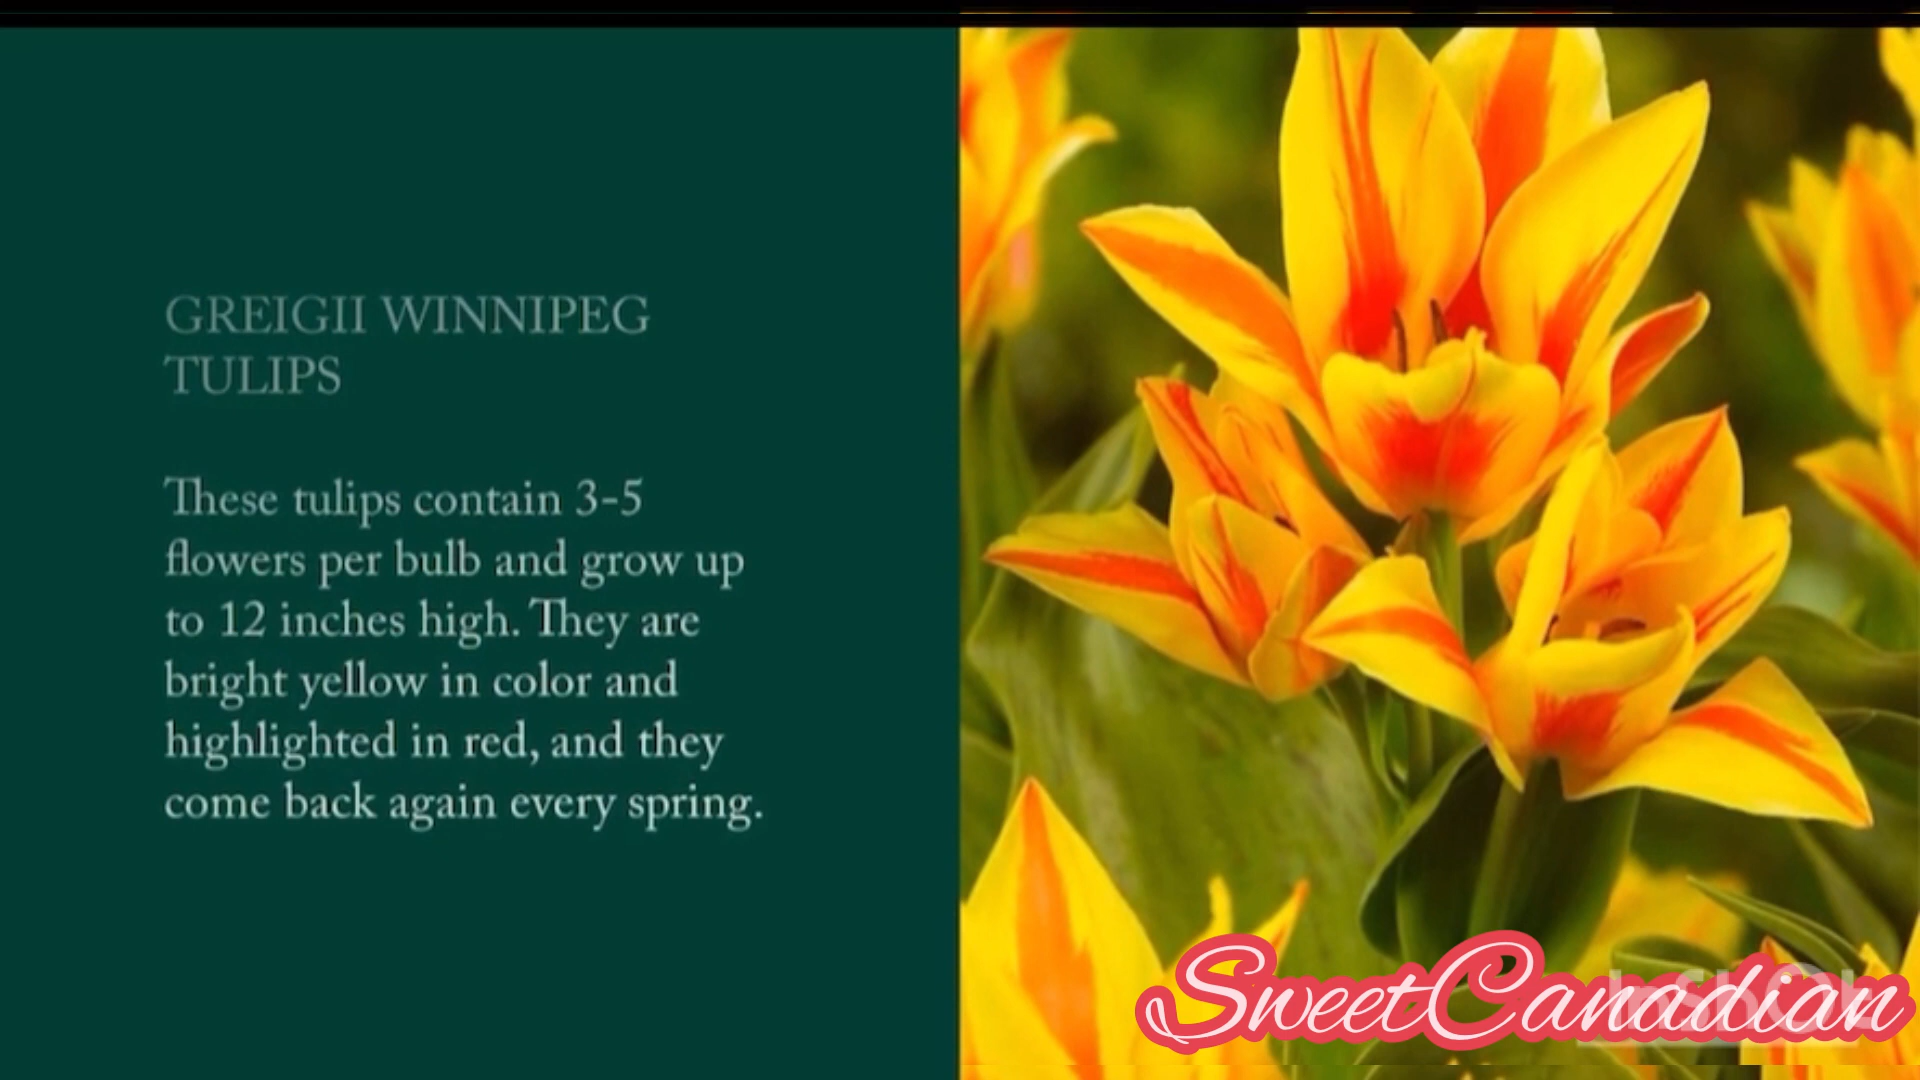 GREIGII WINNIPEG
TULIPS
These tulips contain 3-5
flowers per bulb and grow up
to 12 inches high. They are
bright yellow in color and
highlighted in red, and they
come back again every spring.
SweetCanadian
InShOt